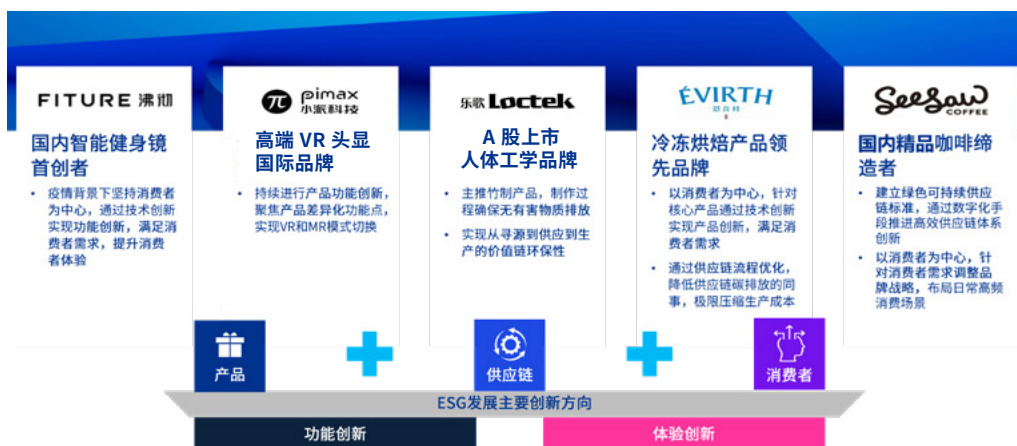 FITURE 沸彻
国内智能健身镜
首创者
• 疫情背景下坚持消费者
为中心，通过技术创新
实现功能创新，满足消
费者需求，提升消费
者体验
pimax
小派科技
高端 VR 头显
国际品牌
• 持续进行产品功能创新，
聚焦产品差异化功能点，
实现VR和MR模式切换
乐歌 Loctek
A 股上市
人体工学品牌
• 主推竹制产品，制作过
程确保无有害物质排放
• 实现从寻源到供应到生
产的价值链环保性
ÉVIRTH
冷冻烘焙产品领
先品牌
• 以消费者为中心，针对
核心产品通过技术创新
实现产品创新，满足消
费者需求
• 通过供应链流程优化，
降低供应链碳排放的同
事，极限压缩生产成本
SeeSaw
COFFEE
国内精品咖啡缔
造者
• 建立绿色可持续供应
链标准，通过数字化手
段推进高效供应链体系
创新
• 以消费者为中心，针
对消费者需求调整品
牌战略，布局日常高频
消费场景
产品
供应链
消费者
ESG发展主要创新方向
功能创新
体验创新